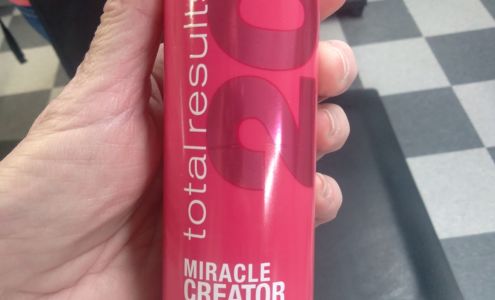 total results
20
MIRACLE
CREATOR